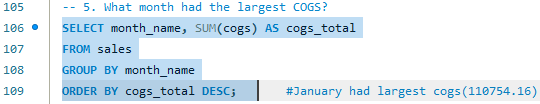 105 -- 5. What month had the largest COGS?
106 SELECT month_name, SUM(cogs) AS cogs_total
107 FROM sales
108 GROUP BY month_name
109 ORDER BY cogs_total DESC; #January had largest cogs(110754.16)